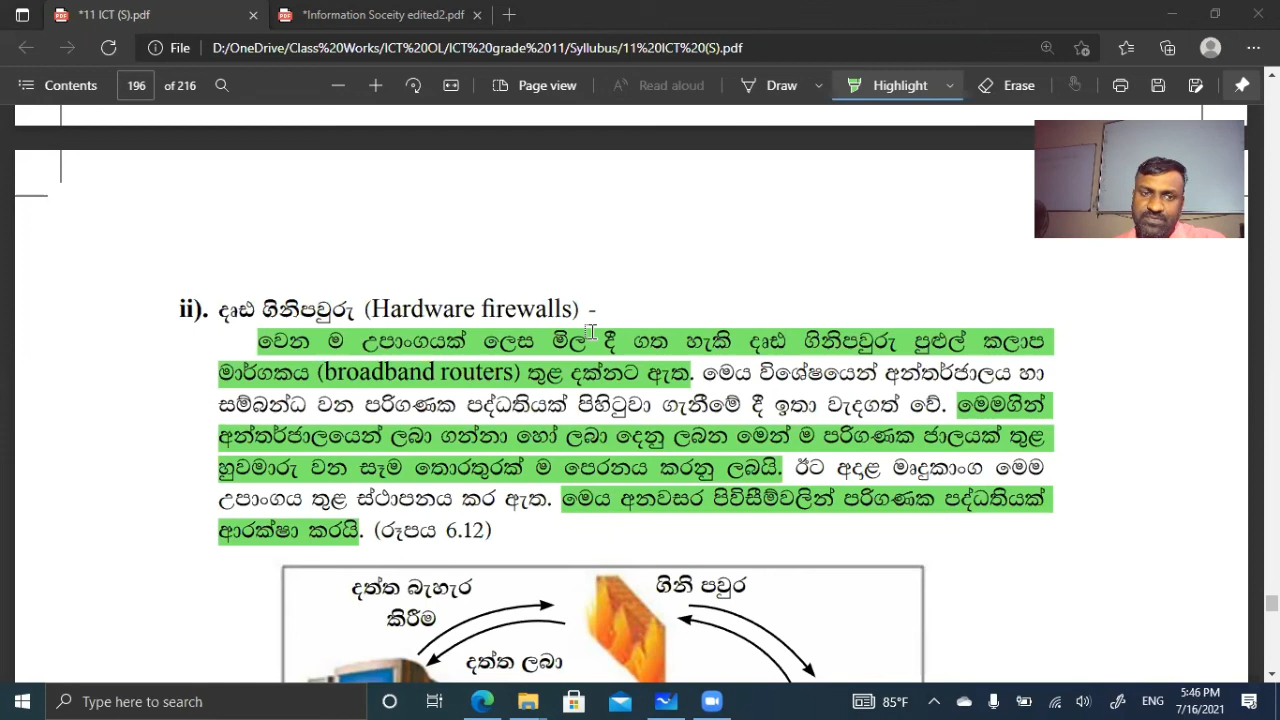 *11 ICT (S).pdf
*Information Soceity edited2.pdf
File D:/OneDrive/Class%20Works/ICT%20OL/ICT%20grade%2011/Syllubus/11%20ICT%20(S).pdf
Contents 196 of 216 Page view Read aloud Draw Highlight Erase
ii). දෘඪ ගිනිපවුරු (Hardware firewalls) -
වෙන ම උපාංගයක් ලෙස මිල දී ගත හැකි දෘඪ ගිනිපවුරු පුළුල් කලාප
මාර්ගකය (broadband routers) තුළ දක්නට ඇත. මෙය විශේෂයෙන් අන්තර්ජාලය හා
සම්බන්ධ වන පරිගණක පද්ධතියක් පිහිටුවා ගැනීමේ දී ඉතා වැදගත් වේ. මෙමගින්
අන්තර්ජාලයෙන් ලබා ගන්නා හෝ ලබා දෙනු ලබන මෙන් ම පරිගණක ජාලයක් තුළ
හුවමාරු වන සෑම තොරතුරක් ම පෙරනය කරනු ලබයි. ඊට අදාළ මෘදුකාංග මෙම
උපාංගය තුළ ස්ථාපනය කර ඇත. මෙය අනවසර පිවිසීම්වලින් පරිගණක පද්ධතියක්
ආරක්ෂා කරයි. (රූපය 6.12)
දත්ත බැහැර
කිරීම
ගිනි පවුර
දත්ත ලබා
Type here to search
85°F ENG
5:46 PM
7/16/2021